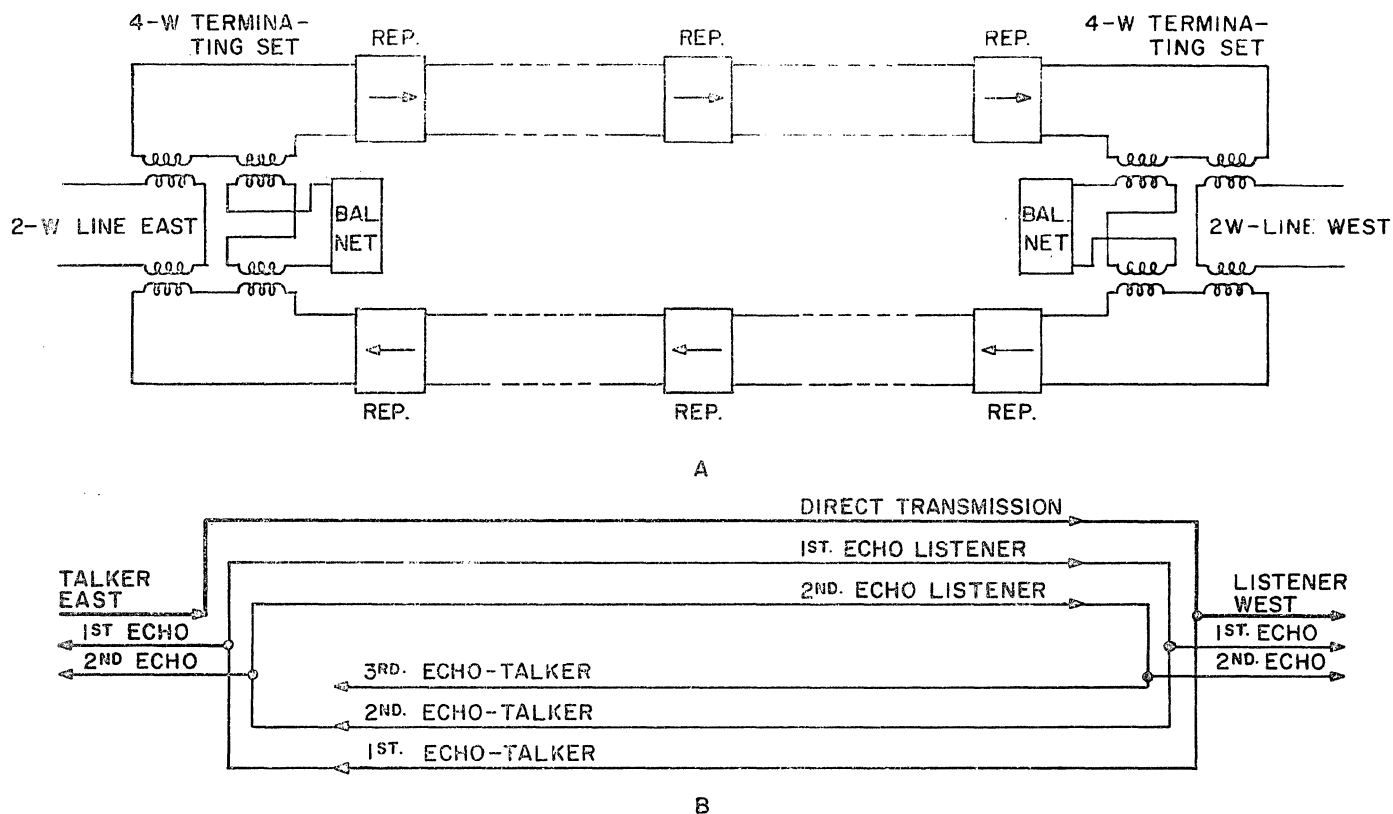 4-W TERMINA-
TING SET
REP.
REP.
REP.
4-W TERMINA-
TING SET
2-W LINE EAST
BAL
NET
BAL.
NET
2W-LINE WEST
REP.
REP.
REP.
A
DIRECT TRANSMISSION
1ST. ECHO LISTENER
TALKER
EAST
2ND. ECHO LISTENER
LISTENER
WEST
1ST ECHO
1ST. ECHO
2ND ECHO
2ND. ECHO
3RD. ECHO-TALKER
2ND. ECHO-TALKER
1ST. ECHO-TALKER
B